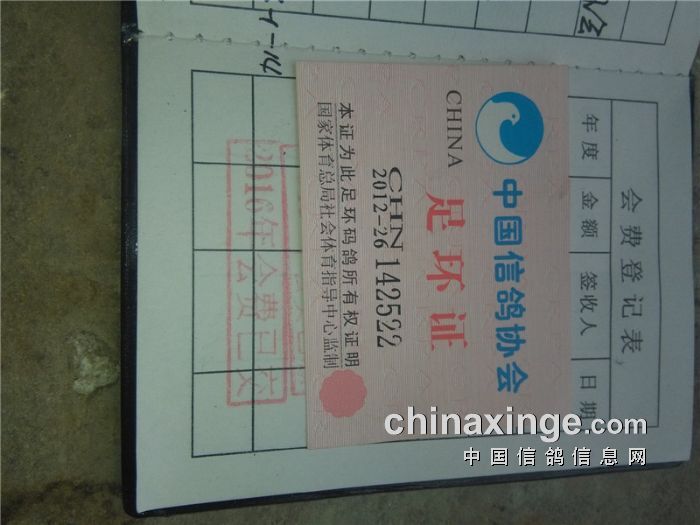 会费登记表
年度 金额 签收人 日期
中国信鸽协会
CHINA 足环证
CHN
2012-26 142522
本证为此足环码鸽所有权证明
国家体育总局社会体育指导中心监制
2016年会费已交
chinaxinge.com
中国信鸽信息网